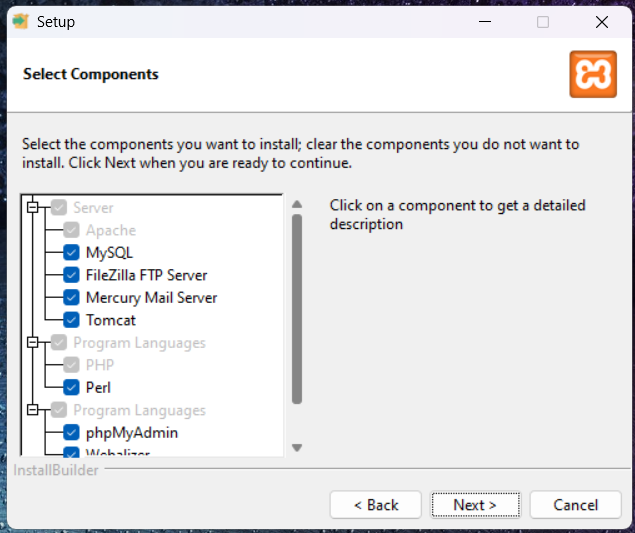 Setup
Select Components
Select the components you want to install; clear the components you do not want to
install. Click Next when you are ready to continue.
Server
Apache
MySQL
FileZilla FTP Server
Mercury Mail Server
Tomcat
Program Languages
PHP
Perl
Program Languages
phpMyAdmin
Webalizer
Click on a component to get a detailed
description
InstallBuilder
< Back
Next >
Cancel